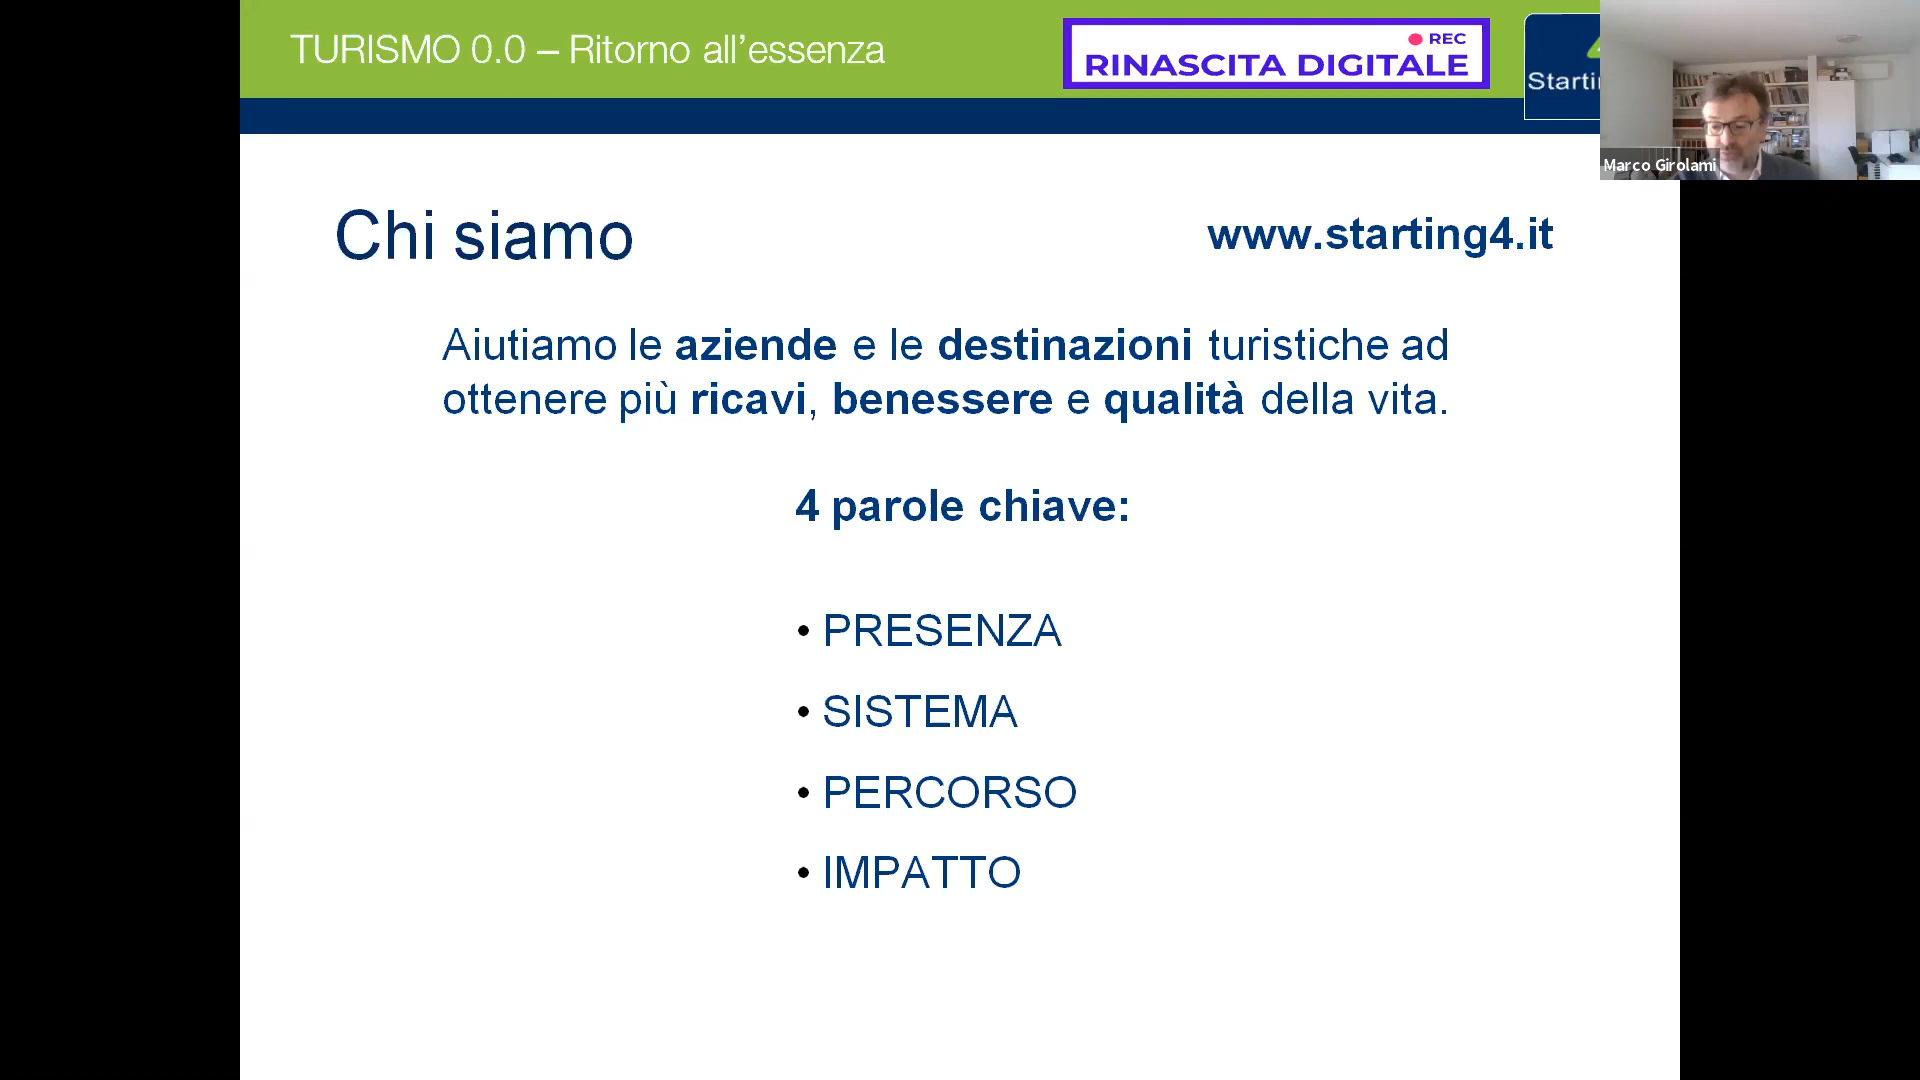 TURISMO 0.0 – Ritorno all’essenza
REC
RINASCITA DIGITALE
Marco Girolami
Chi siamo
www.starting4.it
Aiutiamo le aziende e le destinazioni turistiche ad
ottenere più ricavi, benessere e qualità della vita.
4 parole chiave:
• PRESENZA
• SISTEMA
• PERCORSO
• IMPATTO